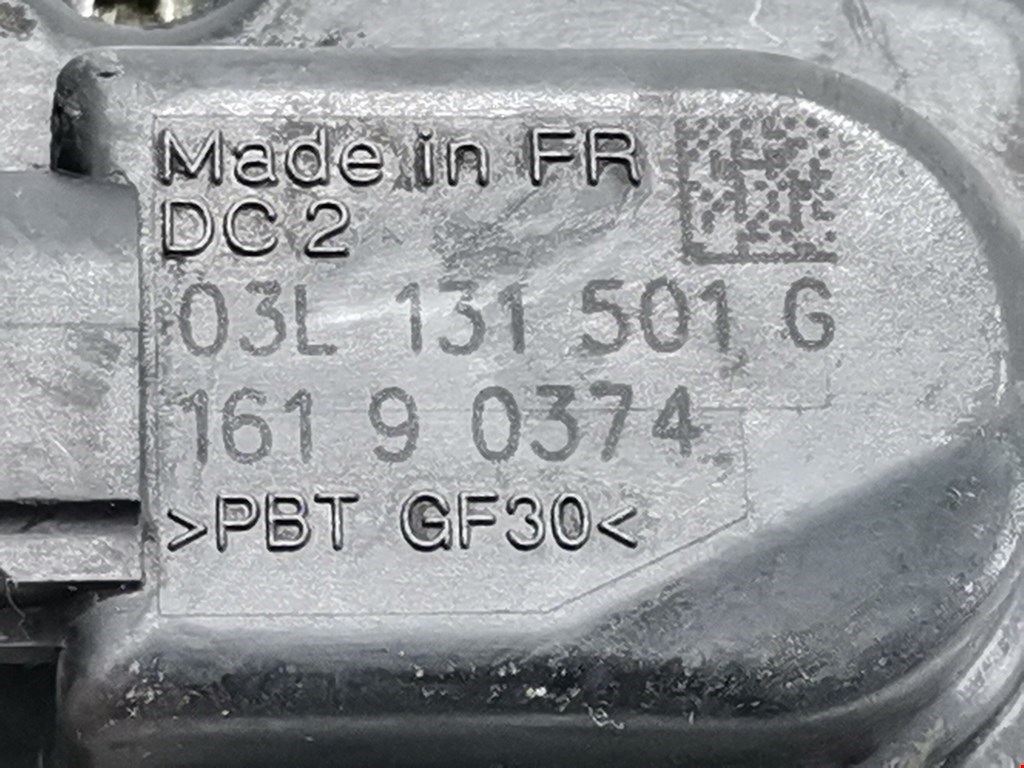 Made in FR
DC 2
03L 131 501 G
161 9 0374
>PBT GF30<